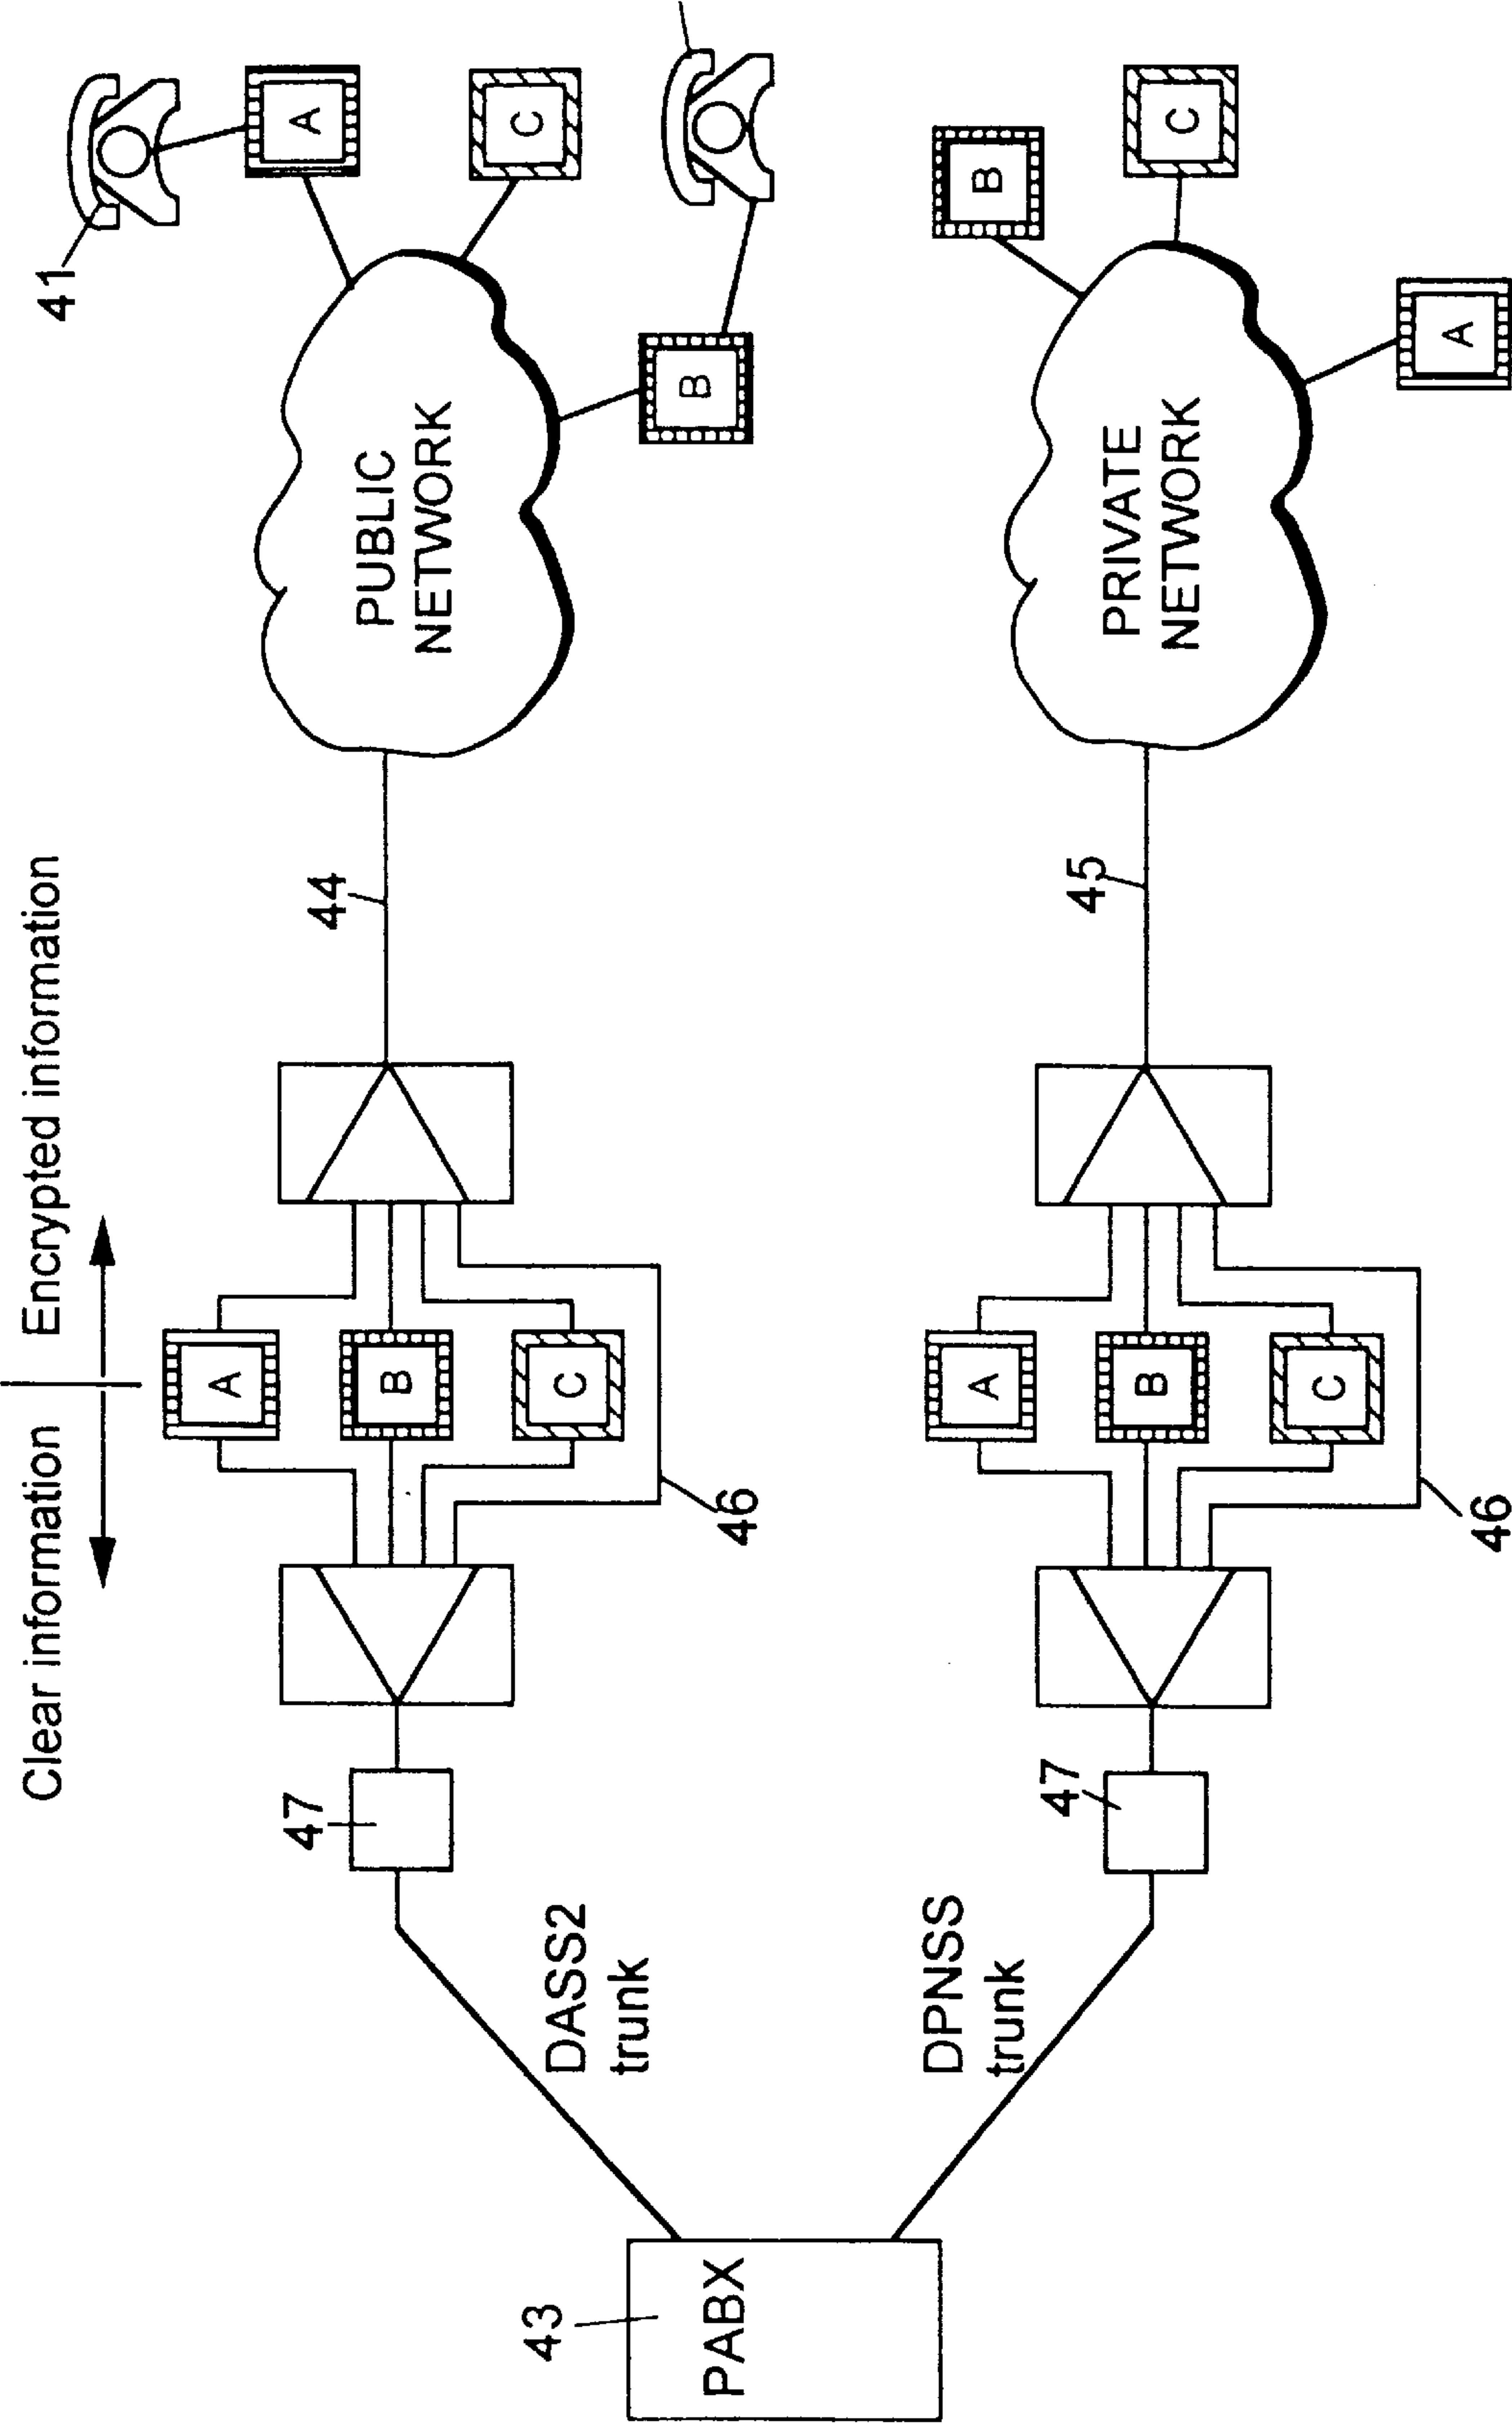 Clear information
Encrypted information
41
A
C
B
PUBLIC
NETWORK
44
A
B
C
46
47
DASS2
trunk
43
PABX
DPNSS
trunk
47
A
B
C
46
45
PRIVATE
NETWORK
B
C
A